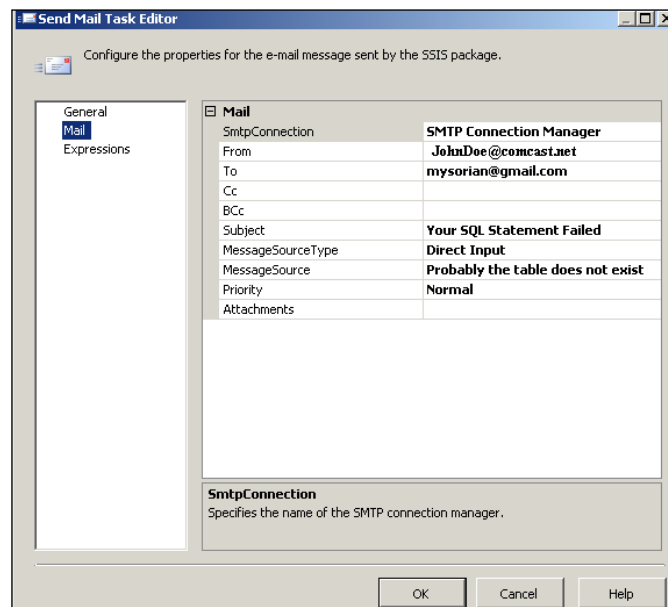 Send Mail Task Editor
Configure the properties for the e-mail message sent by the SSIS package.
General
Mail
Expressions
Mail
SmtpConnection SMTP Connection Manager
From JohnDoe@comcast.net
To mysorian@gmail.com
Cc
BCc
Subject Your SQL Statement Failed
MessageSourceType Direct Input
MessageSource Probably the table does not exist
Priority Normal
Attachments
SmtpConnection
Specifies the name of the SMTP connection manager.
OK Cancel Help